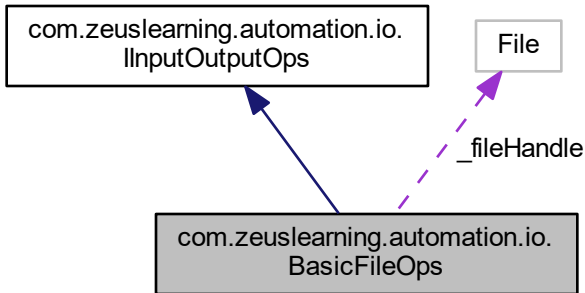 com.zeuslearning.automation.io.
IInputOutputOps
File
_fileHandle
com.zeuslearning.automation.io.
BasicFileOps